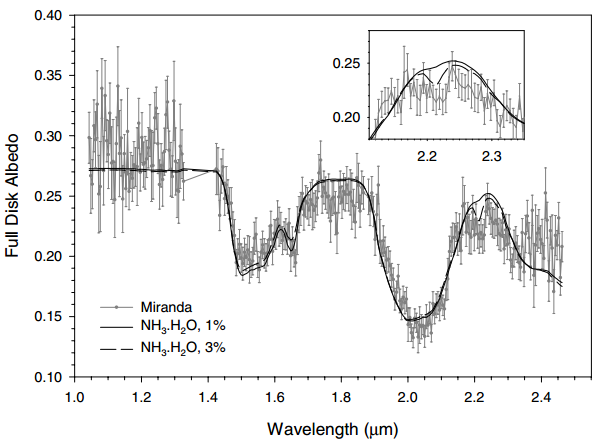 0.40
0.35
0.30
0.25
0.20
0.15
0.10
Full Disk Albedo
0.25
0.20
2.2 2.3
Miranda
NH₃.H₂O, 1%
NH₃.H₂O, 3%
1.0 1.2 1.4 1.6 1.8 2.0 2.2 2.4
Wavelength (μm)